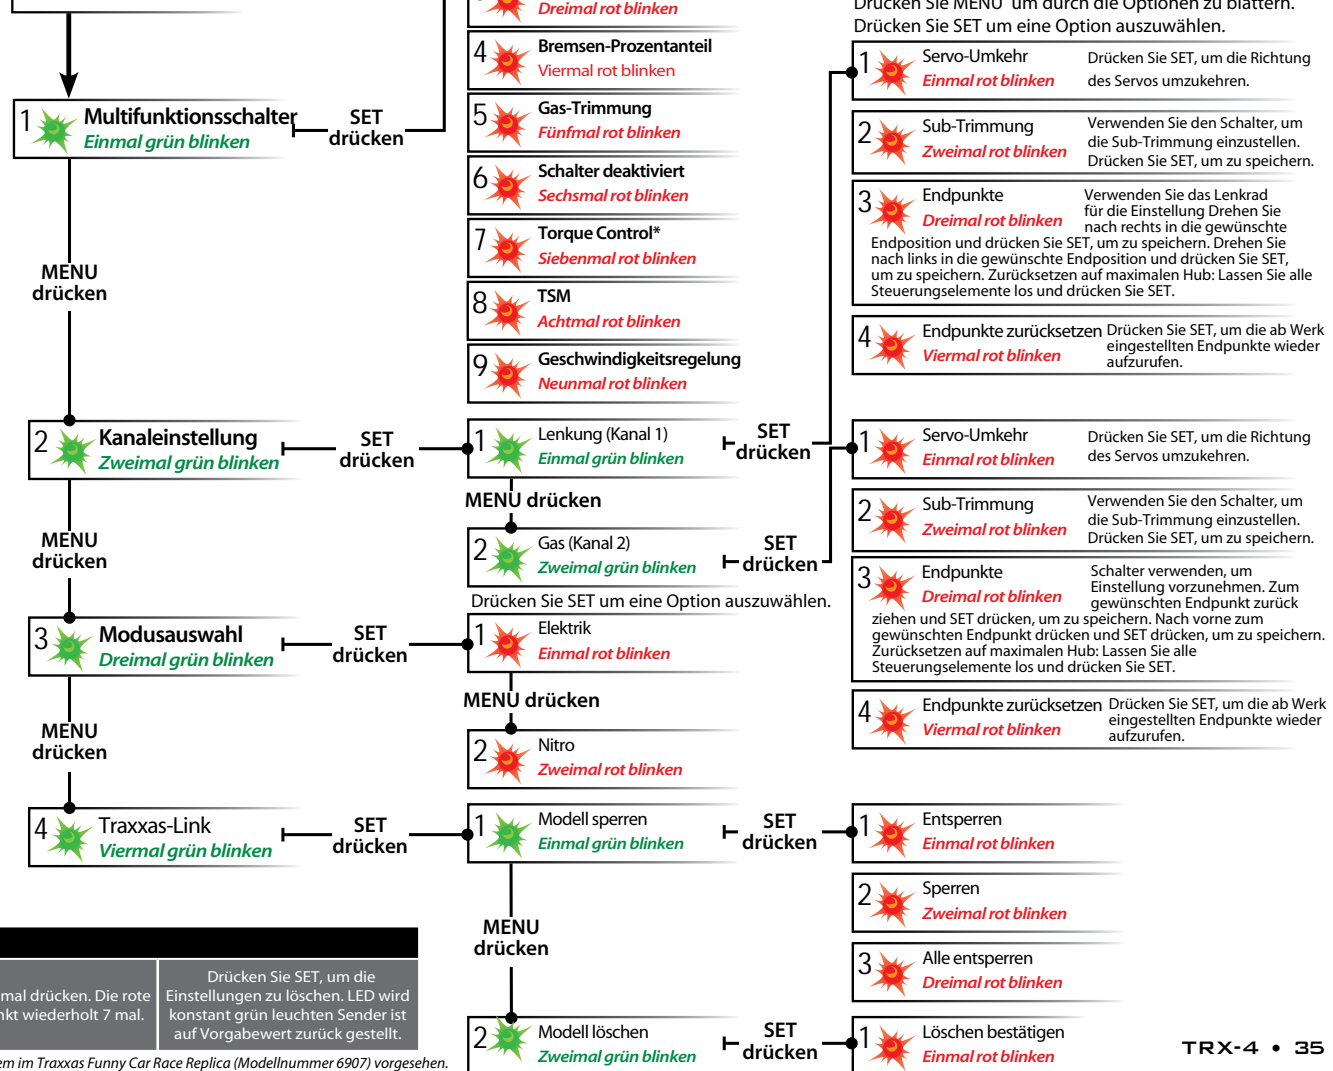 1
Multifunktionsschalter
Einmal grün blinken
SET
drücken
MENU
drücken
2
Kanaleinstellung
Zweimal grün blinken
SET
drücken
MENU
drücken
3
Modusauswahl
Dreimal grün blinken
SET
drücken
MENU
drücken
4
Traxxas-Link
Viermal grün blinken
SET
drücken
Dreimal rot blinken
4
Bremsen-Prozentanteil
Viermal rot blinken
5
Gas-Trimmung
Fünfmal rot blinken
6
Schalter deaktiviert
Sechsmal rot blinken
7
Torque Control*
Siebenmal rot blinken
8
TSM
Achtmal rot blinken
9
Geschwindigkeitsregelung
Neunmal rot blinken
1
Lenkung (Kanal 1)
Einmal grün blinken
SET
drücken
MENU drücken
2
Gas (Kanal 2)
Zweimal grün blinken
SET
drücken
Drücken Sie SET um eine Option auszuwählen.
1
Elektrik
Einmal rot blinken
MENU drücken
2
Nitro
Zweimal rot blinken
1
Modell sperren
Einmal grün blinken
SET
drücken
MENU
drücken
2
Modell löschen
Zweimal grün blinken
SET
drücken
Drücken Sie MENÜ um durch die Optionen zu blättern.
Drücken Sie SET um eine Option auszuwählen.
1
Servo-Umkehr
Einmal rot blinken
Drücken Sie SET, um die Richtung
des Servos umzukehren.
2
Sub-Trimmung
Zweimal rot blinken
Verwenden Sie den Schalter, um
die Sub-Trimmung einzustellen.
Drücken Sie SET, um zu speichern.
3
Endpunkte
Dreimal rot blinken
Verwenden Sie das Lenkrad
für die Einstellung Drehen Sie
nach rechts in die gewünschte
Endposition und drücken Sie SET, um zu speichern. Drehen Sie
nach links in die gewünschte Endposition und drücken Sie SET,
um zu speichern. Zurücksetzen auf maximalen Hub: Lassen Sie alle
Steuerungselemente los und drücken Sie SET.
4
Endpunkte zurücksetzen
Viermal rot blinken
Drücken Sie SET, um die ab Werk
eingestellten Endpunkte wieder
aufzurufen.
1
Servo-Umkehr
Einmal rot blinken
Drücken Sie SET, um die Richtung
des Servos umzukehren.
2
Sub-Trimmung
Zweimal rot blinken
Verwenden Sie den Schalter, um
die Sub-Trimmung einzustellen.
Drücken Sie SET, um zu speichern.
3
Endpunkte
Dreimal rot blinken
Schalter verwenden, um
Einstellung vorzunehmen. Zum
gewünschten Endpunkt zurück
ziehen und SET drücken, um zu speichern. Nach vorne zum
gewünschten Endpunkt drücken und SET drücken, um zu speichern.
Zurücksetzen auf maximalen Hub: Lassen Sie alle
Steuerungselemente los und drücken Sie SET.
4
Endpunkte zurücksetzen
Viermal rot blinken
Drücken Sie SET, um die ab Werk
eingestellten Endpunkte wieder
aufzurufen.
1
Entsperren
Einmal rot blinken
2
Sperren
Zweimal rot blinken
3
Alle entsperren
Dreimal rot blinken
1
Löschen bestätigen
Einmal rot blinken
mal drücken. Die rote
nkt wiederholt 7 mal.
Drücken Sie SET, um die
Einstellungen zu löschen. LED wird
konstant grün leuchten Sender ist
auf Vorgabewert zurück gestellt.
em im Traxxas Funny Car Race Replica (Modellnummer 6907) vorgesehen.
TRX-4 • 35